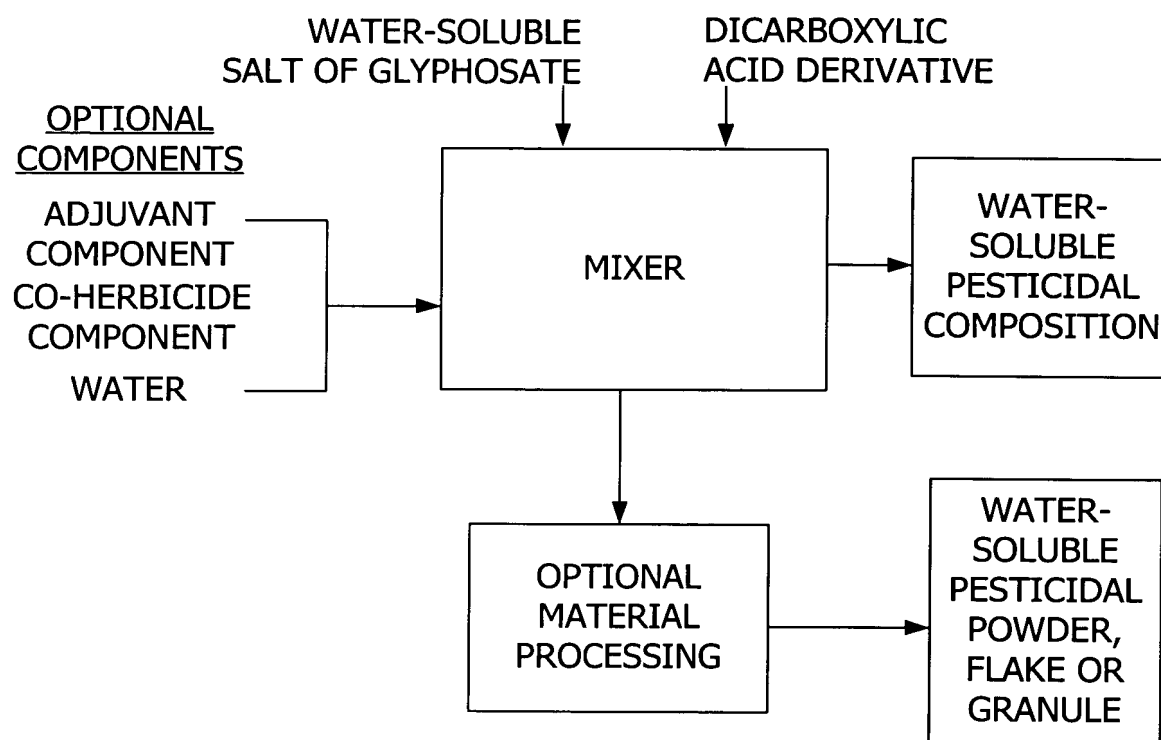 WATER-SOLUBLE
SALT OF GLYPHOSATE
DICARBOXYLIC
ACID DERIVATIVE
OPTIONAL
COMPONENTS
ADJUVANT
COMPONENT
CO-HERBICIDE
COMPONENT
WATER
MIXER
WATER-
SOLUBLE
PESTICIDAL
COMPOSITION
OPTIONAL
MATERIAL
PROCESSING
WATER-
SOLUBLE
PESTICIDAL
POWDER,
FLAKE OR
GRANULE